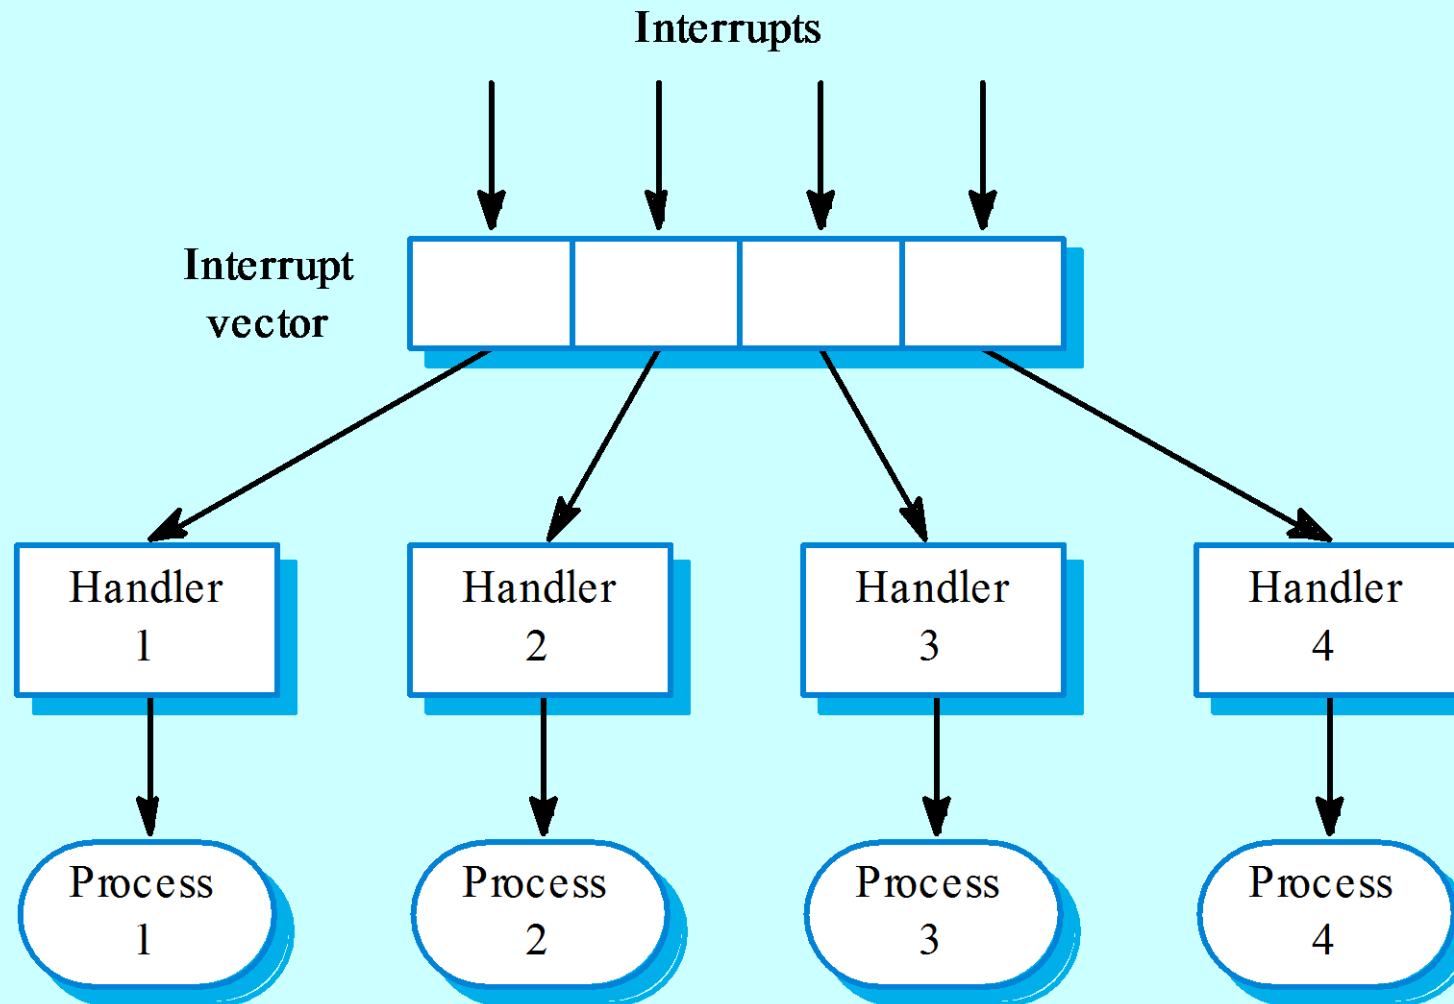 Interrupts
Interrupt
vector
Handler
1
Handler
2
Handler
3
Handler
4
Process
1
Process
2
Process
3
Process
4